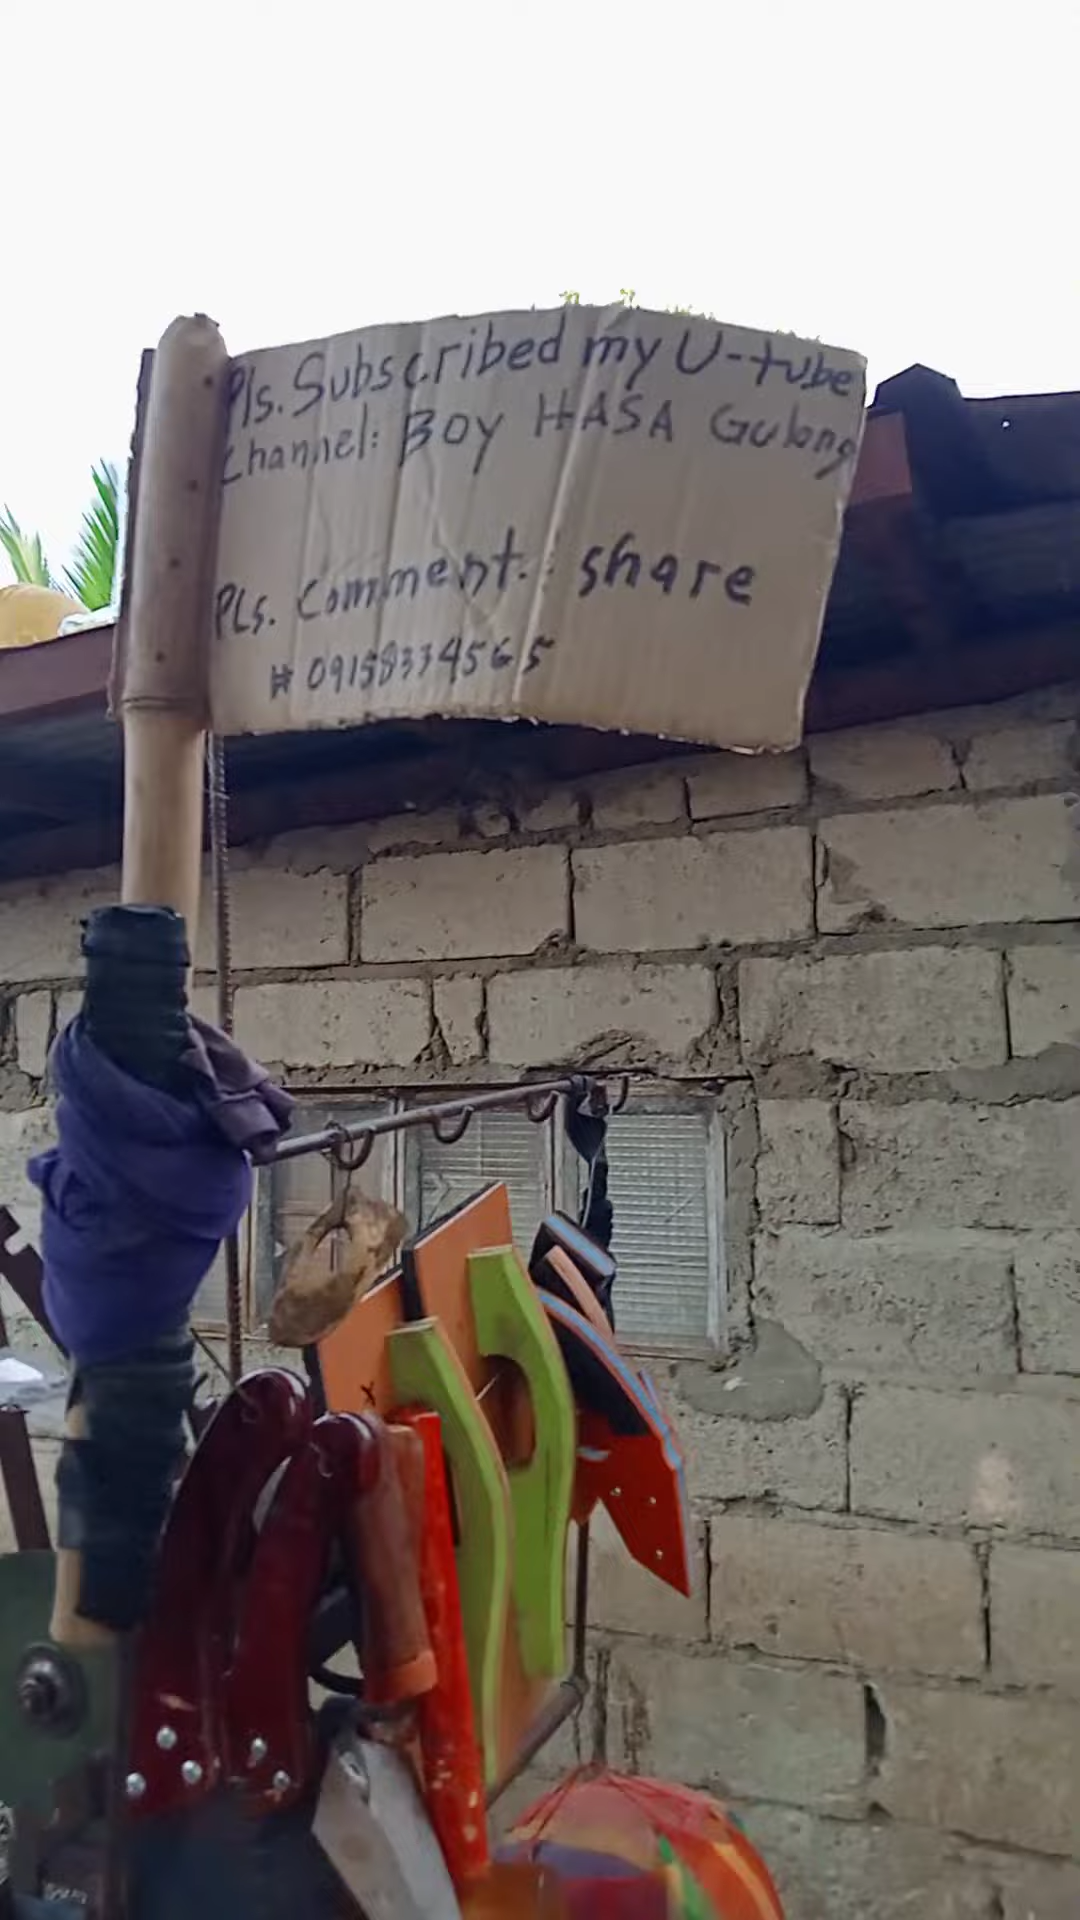 Pls. Subscribed my U-tube
Channel: Boy HASA Gulong
PLs. Comment. : share
# 09158334565